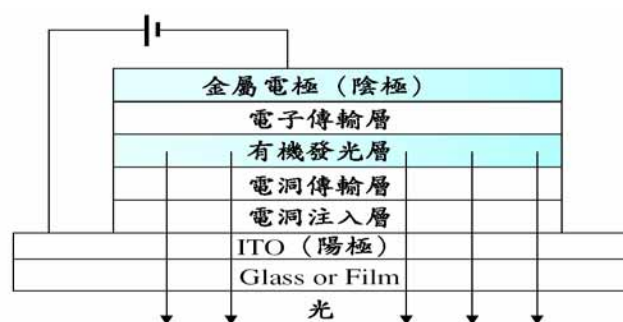 金屬電極（陰極）
電子傳輸層
有機發光層
電洞傳輸層
電洞注入層
ITO（陽極）
Glass or Film
光